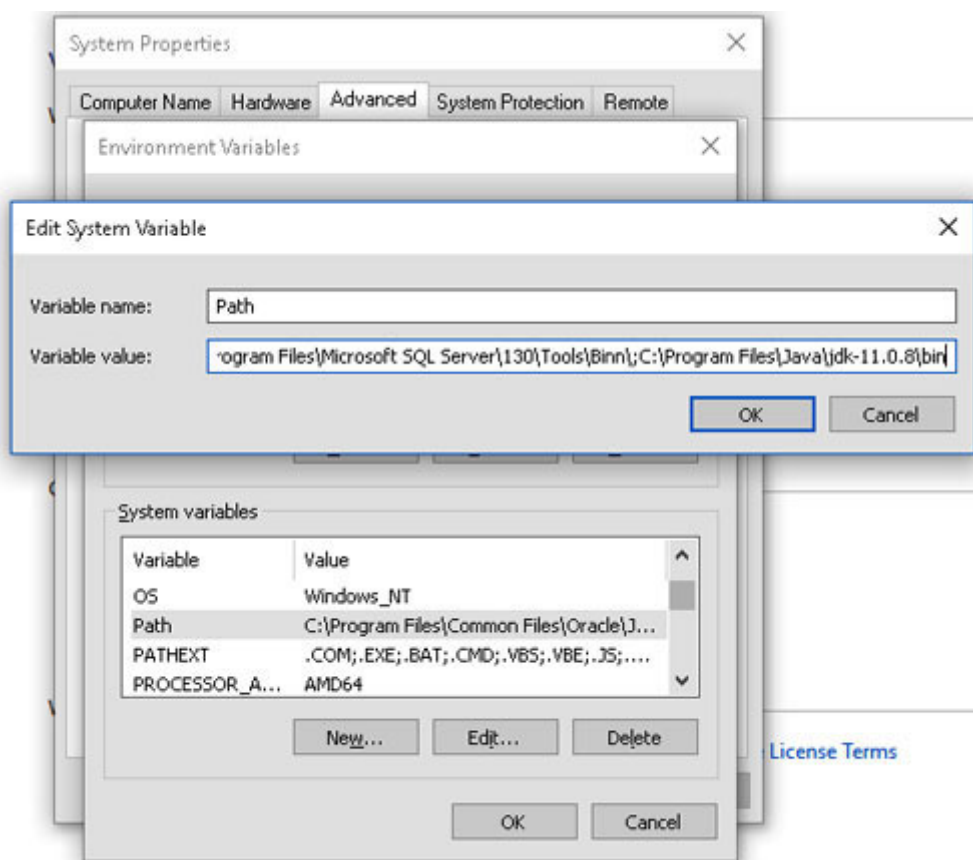 System Properties
Computer Name Hardware Advanced System Protection Remote
Environment Variables
Edit System Variable
Variable name: Path
Variable value: rogram Files\Microsoft SQL Server\130\Tools\Binn\;C:\Program Files\Java\jdk-11.0.8\bin
OK Cancel
System variables
Variable Value
OS Windows_NT
Path C:\Program Files\Common Files\Oracle\J...
PATHEXT .COM;.EXE;.BAT;.CMD;.VBS;.VBE;.JS;....
PROCESSOR_A... AMD64
New... Edit... Delete
License Terms
OK Cancel